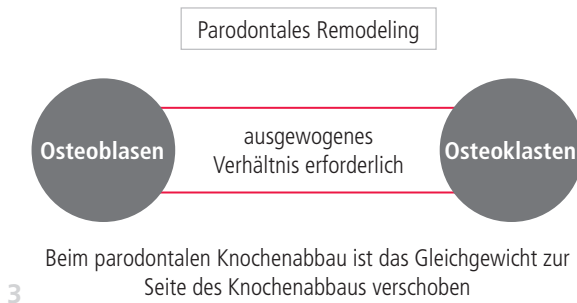 Parodontales Remodeling
Osteoblasen
ausgewogenes
Verhältnis erforderlich
Osteoklasten
Beim parodontalen Knochenabbau ist das Gleichgewicht zur
Seite des Knochenabbaus verschoben
3